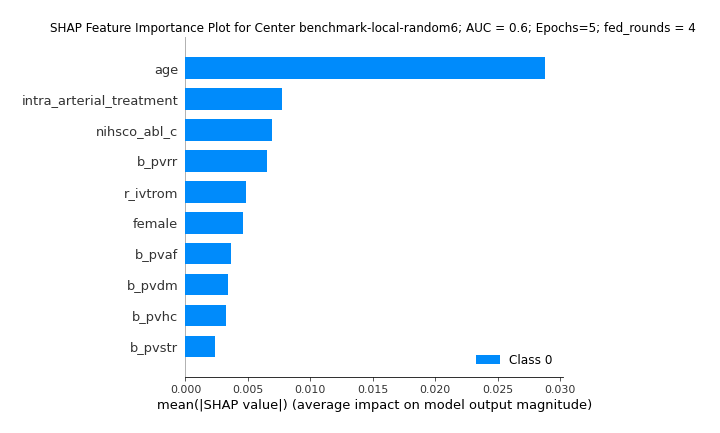 SHAP Feature Importance Plot for Center benchmark-local-random6; AUC = 0.6; Epochs=5; fed_rounds = 4
age
intra_arterial_treatment
nihsco_abl_c
b_pvrr
r_ivtrom
female
b_pvaf
b_pvdm
b_pvhc
b_pvstr
Class 0
0.000 0.005 0.010 0.015 0.020 0.025 0.030
mean(|SHAP value|) (average impact on model output magnitude)